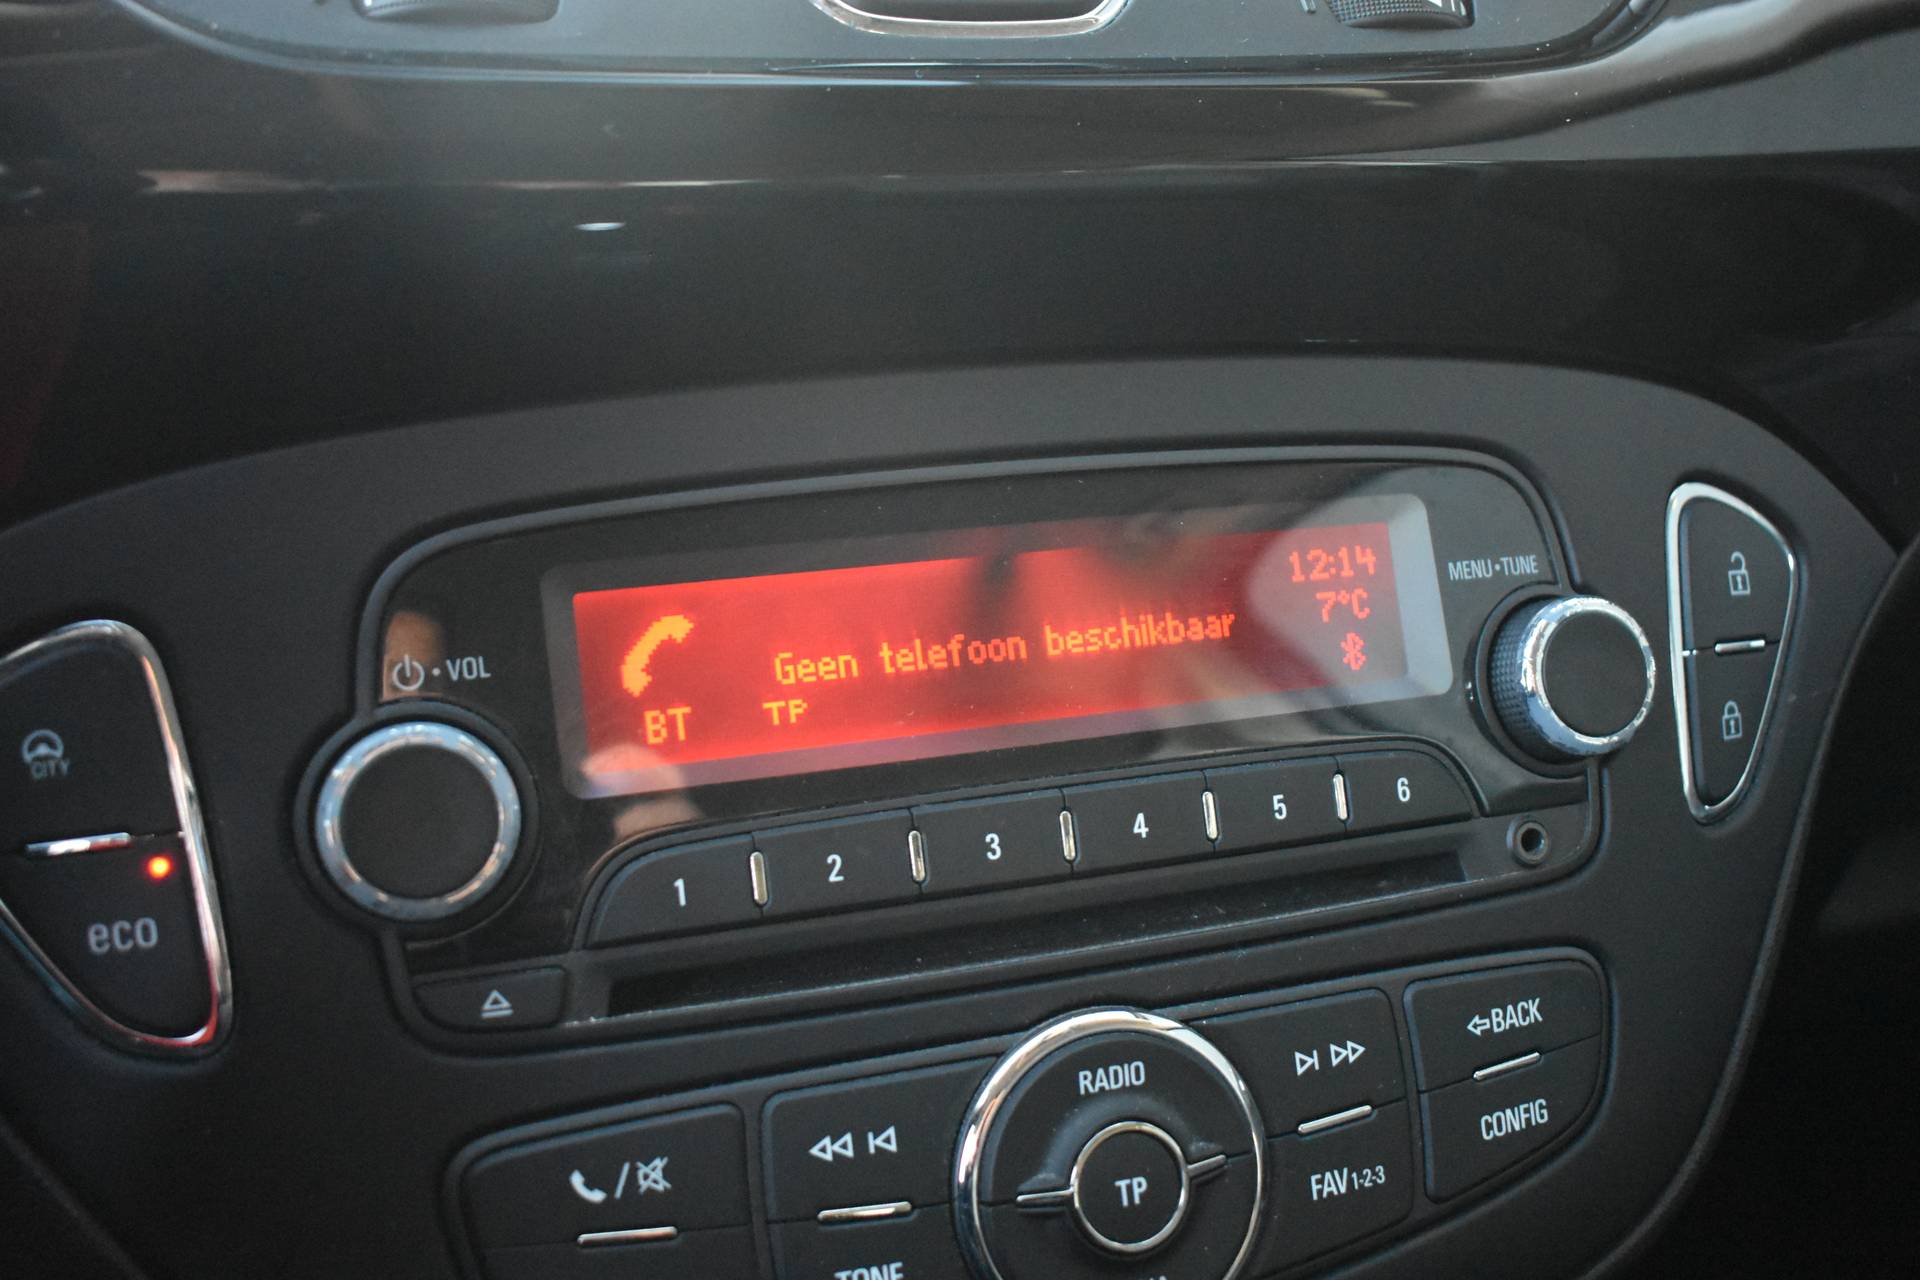 12:14
MENU•TUNE
7°C
Geen telefoon beschikbaar
•VOL
BT TP
CITY
1 2 3 4 5 6
eco
BACK
RADIO
CONFIG
FAV 1-2-3
TP
TONE